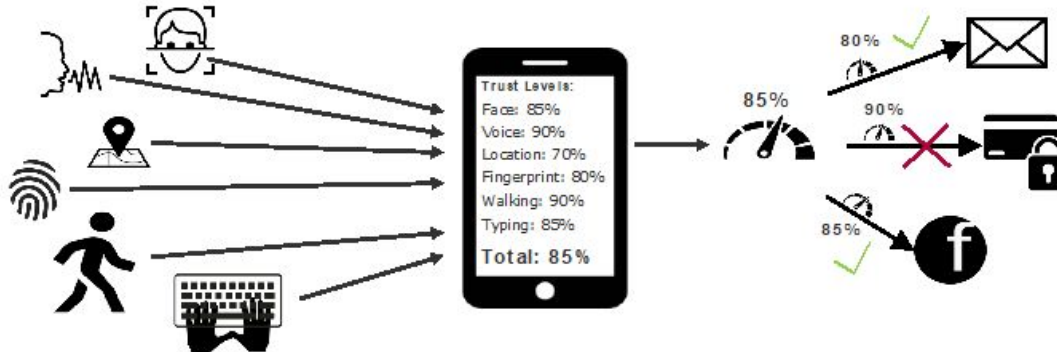 Trust Levels:
Face: 85%
Voice: 90%
Location: 70%
Fingerprint: 80%
Walking: 90%
Typing: 85%
Total: 85%
85%
80%
90%
85%
f